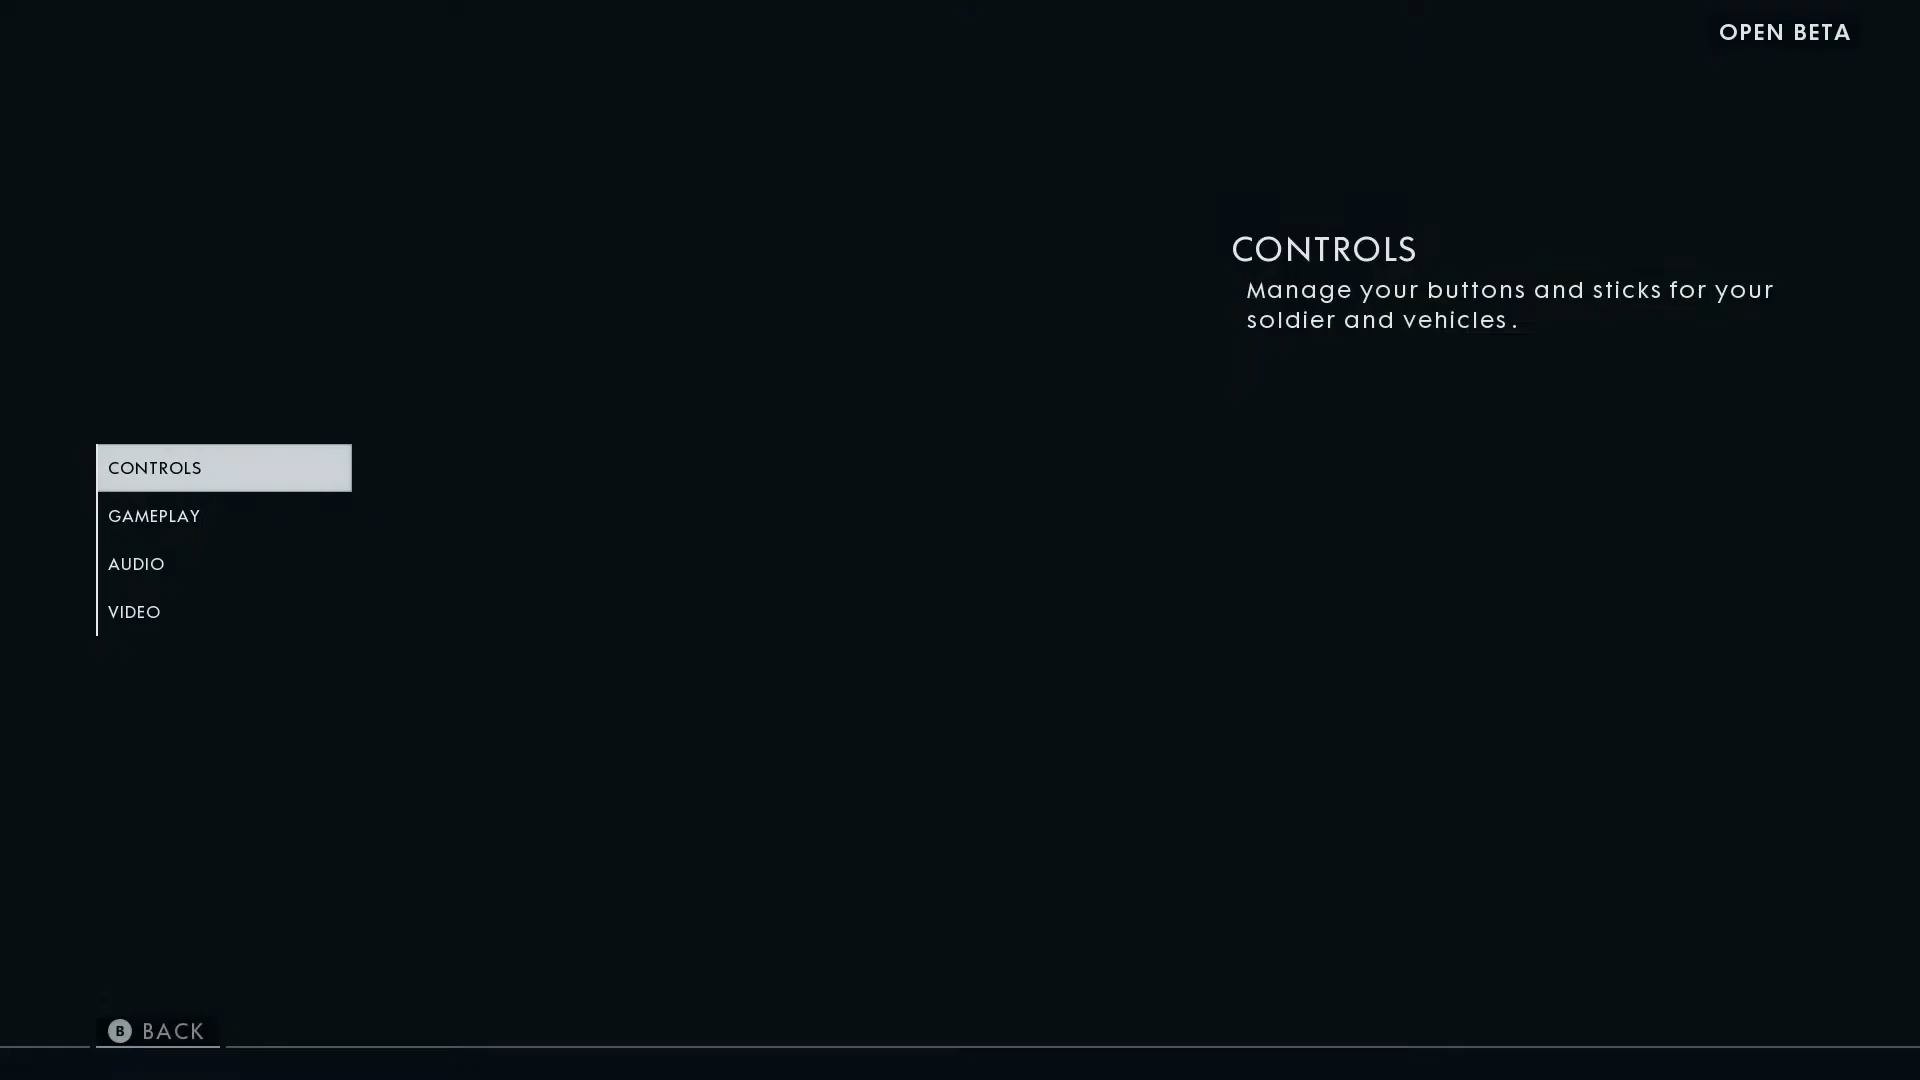 OPEN BETA
CONTROLS
Manage your buttons and sticks for your
soldier and vehicles.
CONTROLS
GAMEPLAY
AUDIO
VIDEO
B BACK